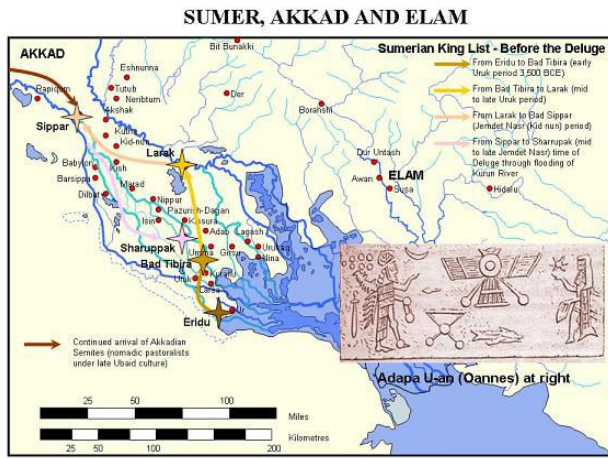 SUMER, AKKAD AND ELAM
AKKAD
Bit Bunakki
Sumerian King List - Before the Deluge
From Eridu to Bad Tibira (early
Uruk period 3,500 BCE)
From Bad Tibira to Larak (mid
to late Uruk period)
From Larak to Bad Sippar
(Jemdet Nasr (Kid nun) period)
From Sippar to Sharrupak (mid
to late Jemdet Nasr) time of
Deluge through flooding of
Kurun River
Eshnunna
Rapiqum
Tutub
Neribtum
Der
Akshak
Borahshi
Sippar
Kutha
Kid-nun
Larak
Babylon
Kish
Dur Untash
ELAM
Barsippa
Marad
Awan
Susa
Hidalu
Dilbat
Nippur
Pazurish-Dagan
Isin
Kissura
Adab
Lagash
Sharuppak
Umma
Girsu
Urukag
Nina
Bad Tibira
Uruk
Larsa
Eridu
Ur
Continued arrival of Akkadian
Semites (nomadic pastoralists
under late Ubaid culture)
Adapa U-an (Oannes) at right
25 50 100
Miles
25 50 100 200
Kilometres